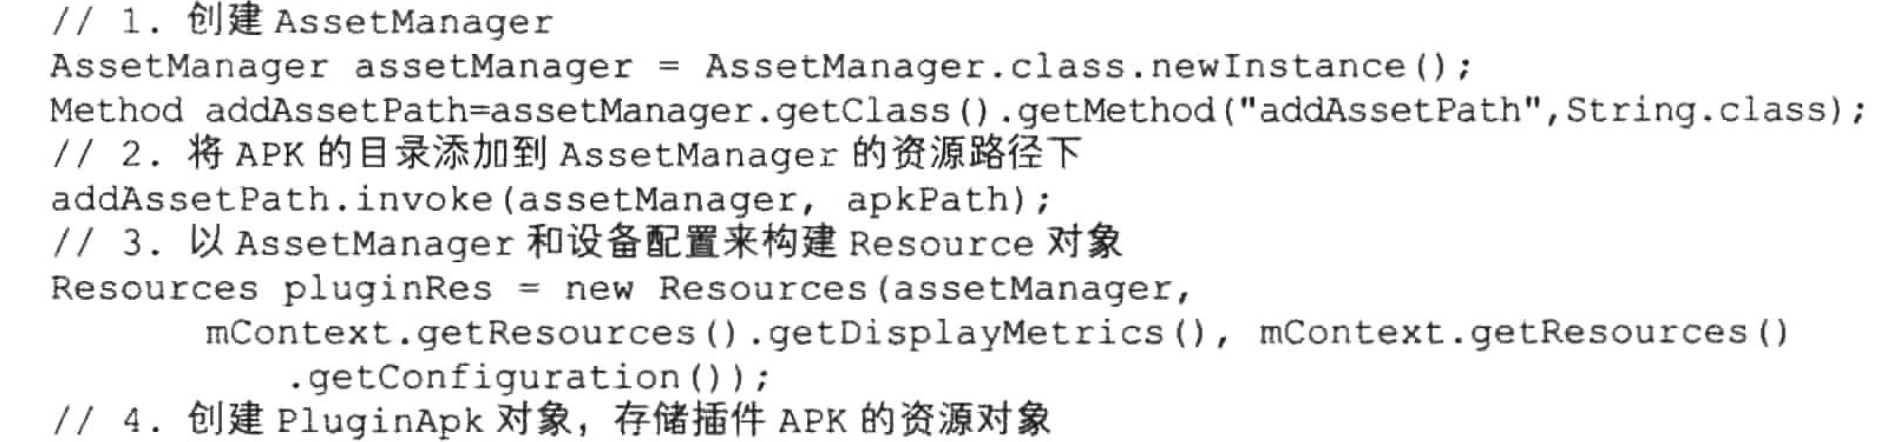 // 1. 创建 AssetManager
AssetManager assetManager = AssetManager.class.newInstance();
Method addAssetPath=assetManager.getClass().getMethod("addAssetPath",String.class);
// 2. 将 APK 的目录添加到 AssetManager 的资源路径下
addAssetPath.invoke(assetManager, apkPath);
// 3. 以 AssetManager 和设备配置来构建 Resource 对象
Resources pluginRes = new Resources(assetManager,
mContext.getResources().getDisplayMetrics(), mContext.getResources()
.getConfiguration());
// 4. 创建 PluginApk 对象，存储插件 APK 的资源对象